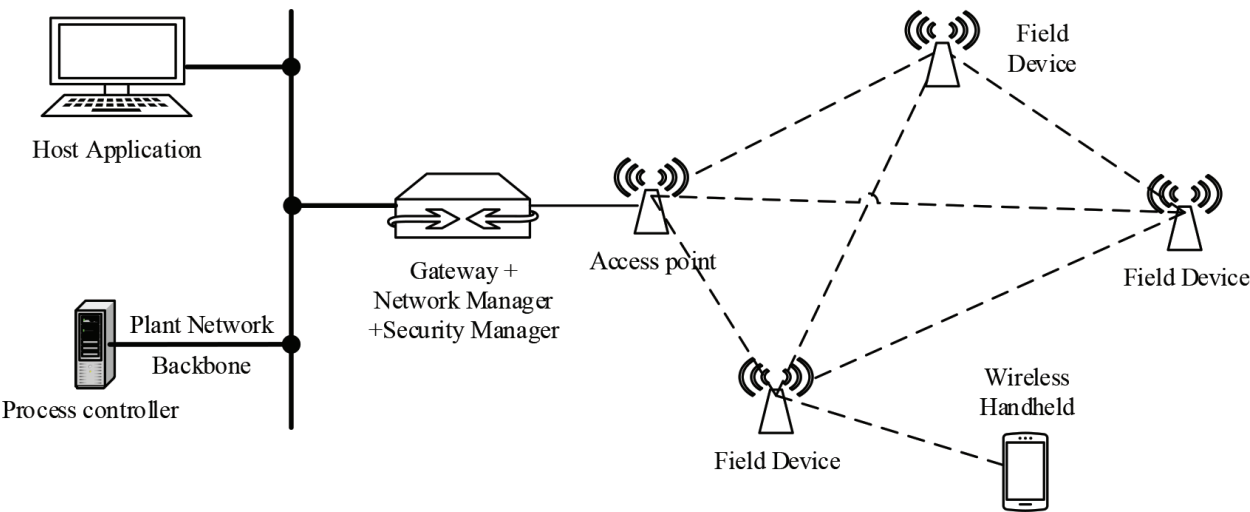 Host Application
Plant Network
Backbone
Process controller
Gateway +
Network Manager
+Security Manager
Access point
Field
Device
Field Device
Field Device
Wireless
Handheld